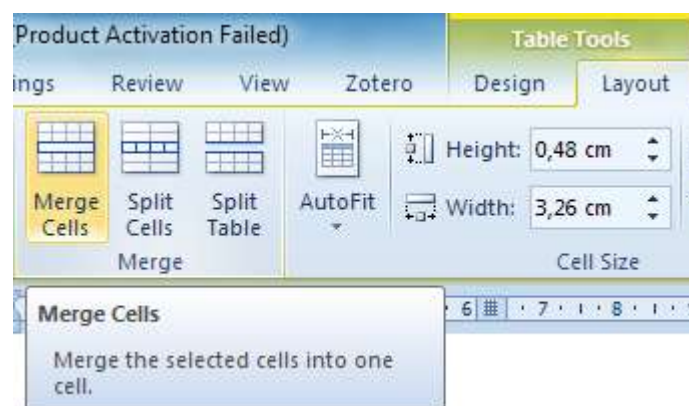 (Product Activation Failed)
Table Tools
ings Review View Zotero Design Layout
Merge Cells
Split Cells
Split Table
AutoFit
Height: 0,48 cm
Width: 3,26 cm
Merge
Cell Size
6 7 8
Merge Cells
Merge the selected cells into one
cell.